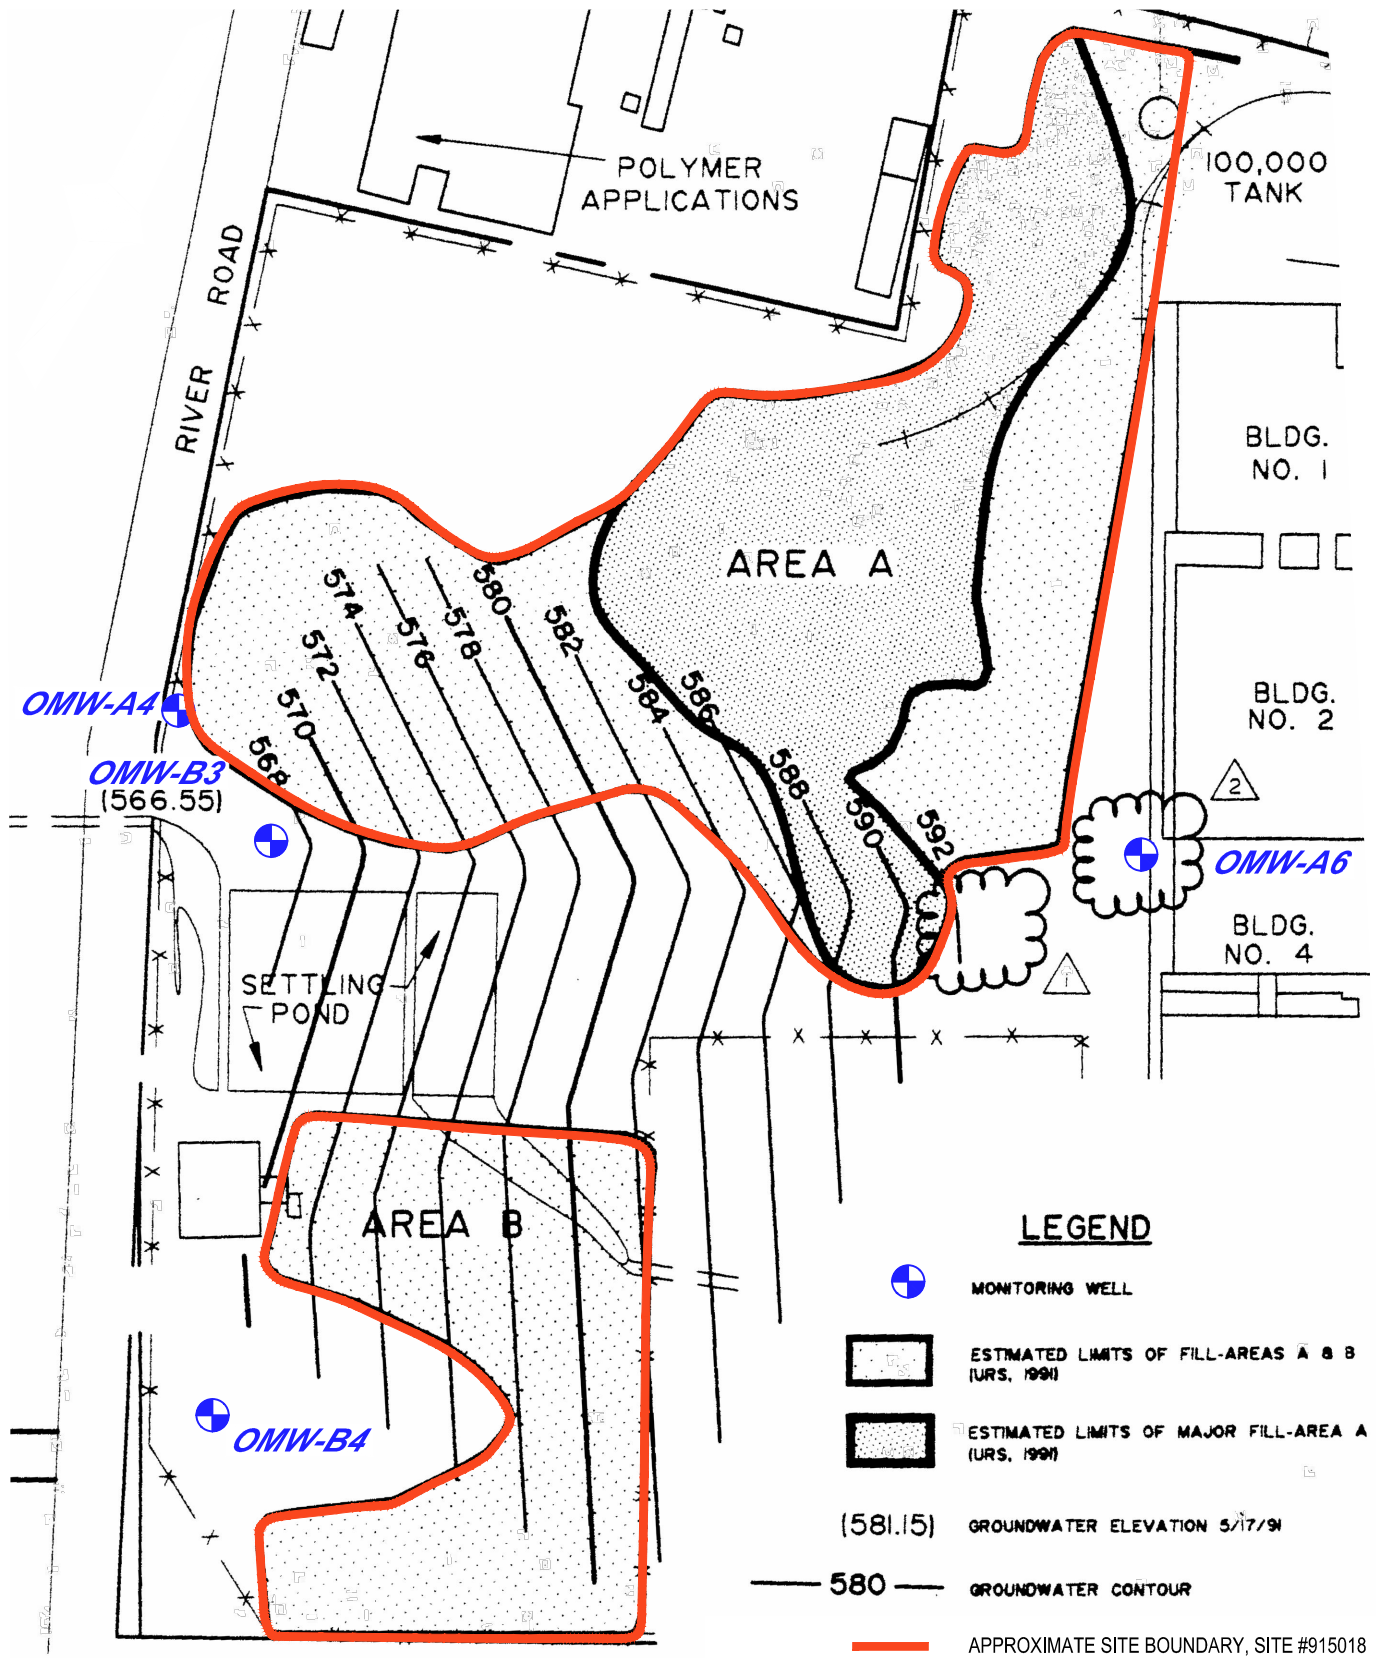 POLYMER
APPLICATIONS
100,000
TANK
RIVER ROAD
BLDG.
NO. 1
AREA A
580
574
582
578
576
572
586
584
570
568
588
590
592
OMW-A4
BLDG.
NO. 2
OMW-B3
(566.55)
2
OMW-A6
BLDG.
NO. 4
1
SETTLING
POND
AREA B
LEGEND
MONITORING WELL
ESTIMATED LIMITS OF FILL-AREAS A & B
(URS, 1991)
OMW-B4
ESTIMATED LIMITS OF MAJOR FILL-AREA A
(URS, 1991)
(581.15) GROUNDWATER ELEVATION 5/17/91
580 GROUNDWATER CONTOUR
APPROXIMATE SITE BOUNDARY, SITE #915018